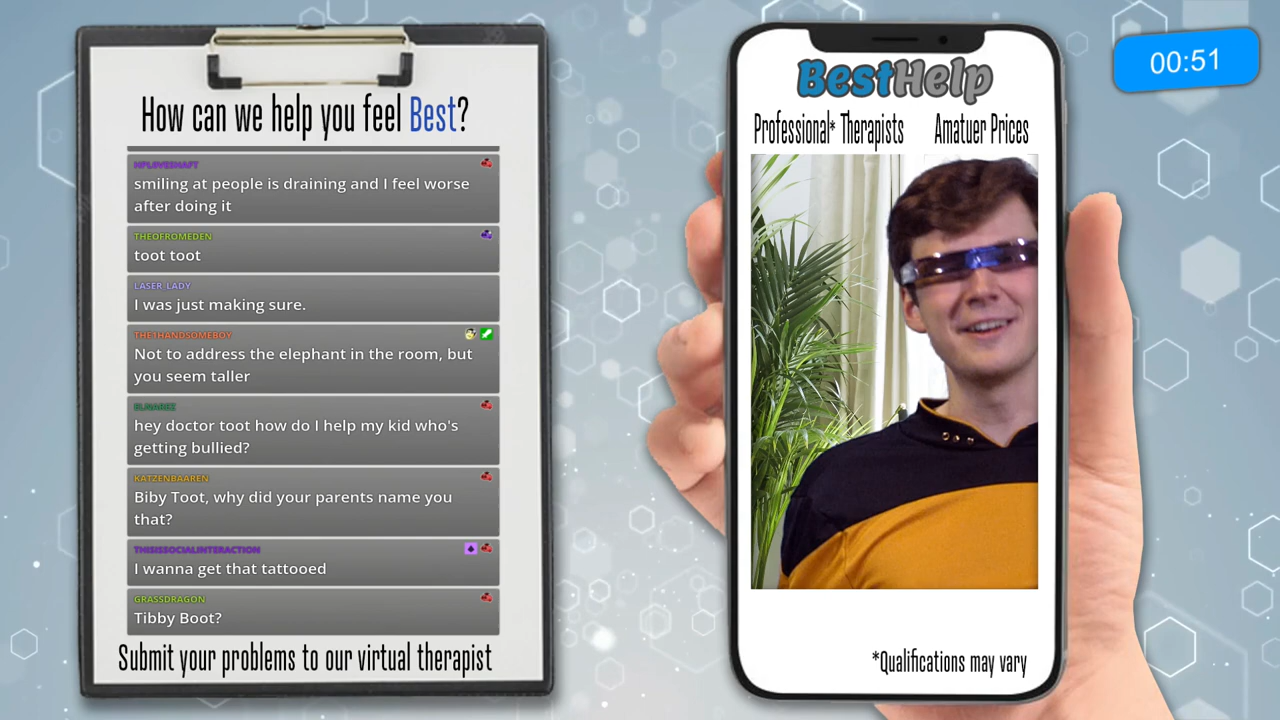 How can we help you feel Best?
smiling at people is draining and I feel worse
after doing it
THEOFROMEDEN
toot toot
LASER_LADY
I was just making sure.
THE1HANDSOMEBOY
Not to address the elephant in the room, but
you seem taller
hey doctor toot how do I help my kid who's
getting bullied?
KATZENBAAREN
Biby Toot, why did your parents name you
that?
THISISSOCIALINTERACTION
I wanna get that tattooed
GRASSDRAGON
Tibby Boot?
Submit your problems to our virtual therapist
BestHelp
Professional* Therapists
Amatuer Prices
*Qualifications may vary
00:51